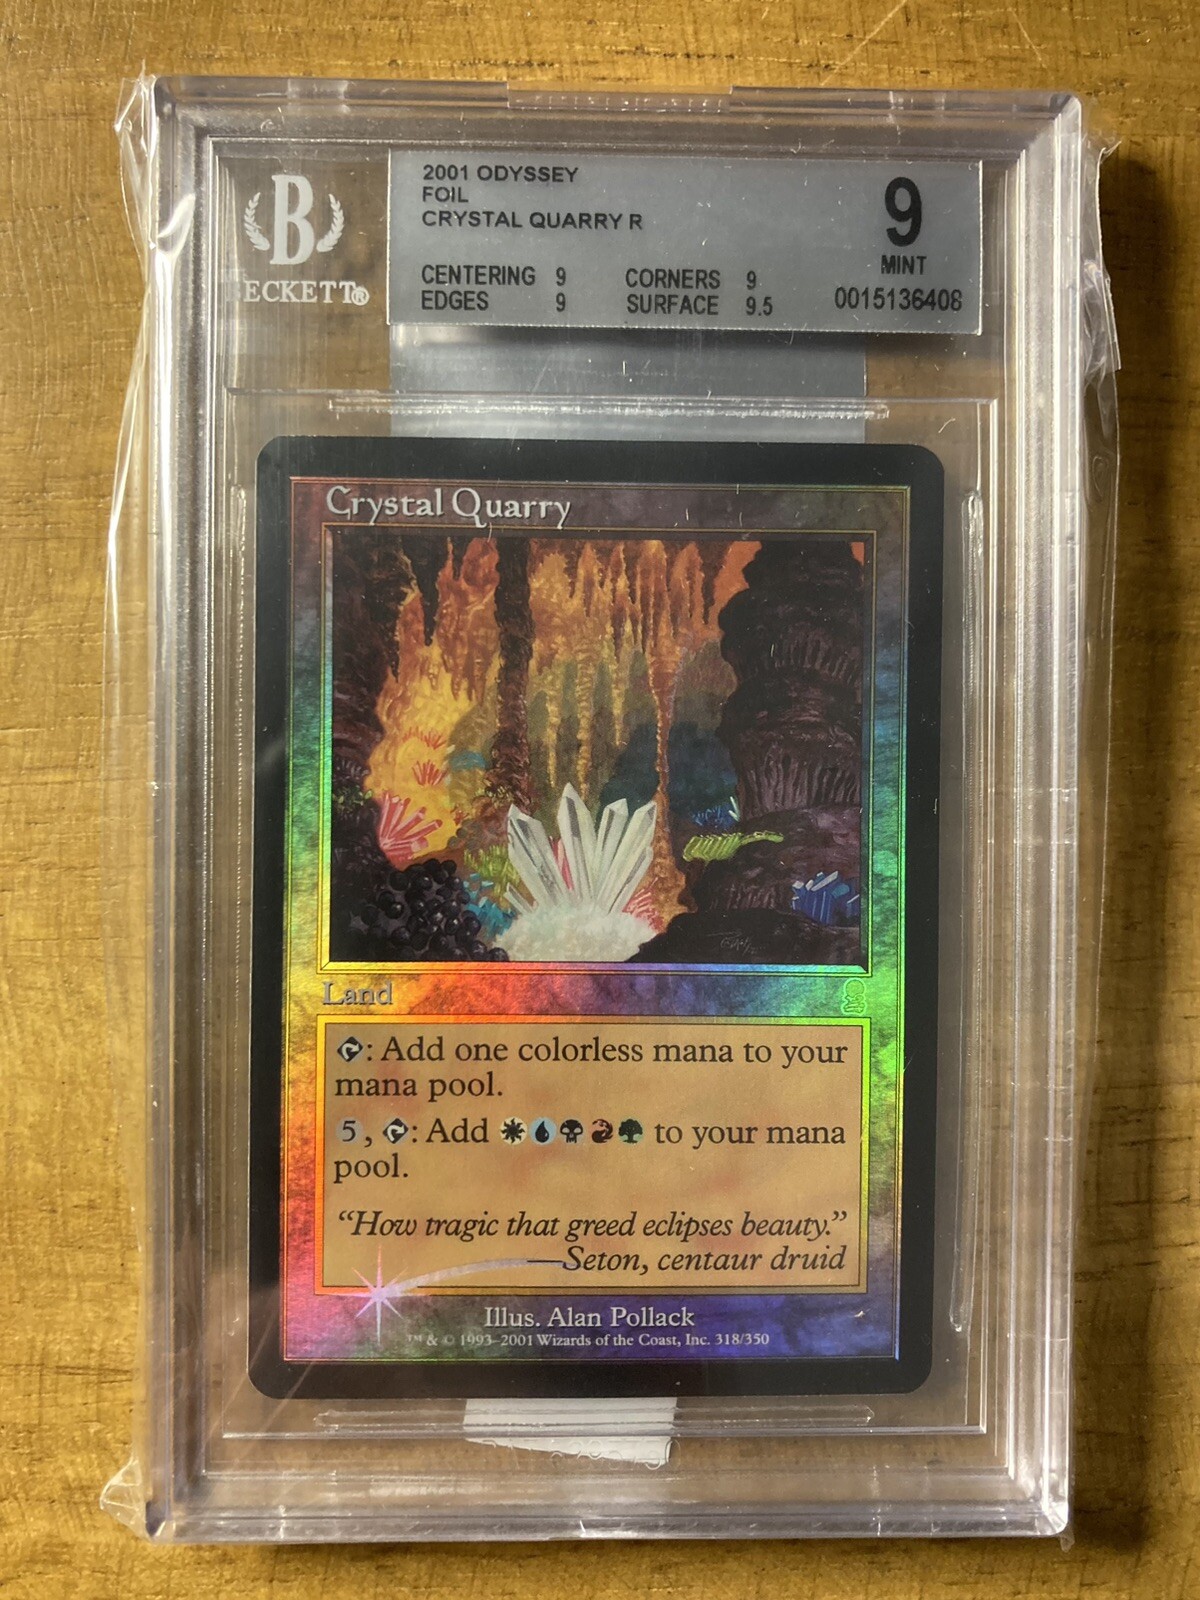 B
BECKETT®
2001 ODYSSEY
FOIL
CRYSTAL QUARRY R
CENTERING 9 CORNERS 9
EDGES 9 SURFACE 9.5
9
MINT
0015136408
Crystal Quarry
Land
: Add one colorless mana to your
mana pool.
5, : Add to your mana
pool.
“How tragic that greed eclipses beauty.”
—Seton, centaur druid
Illus. Alan Pollack
™ & © 1993–2001 Wizards of the Coast, Inc. 318/350